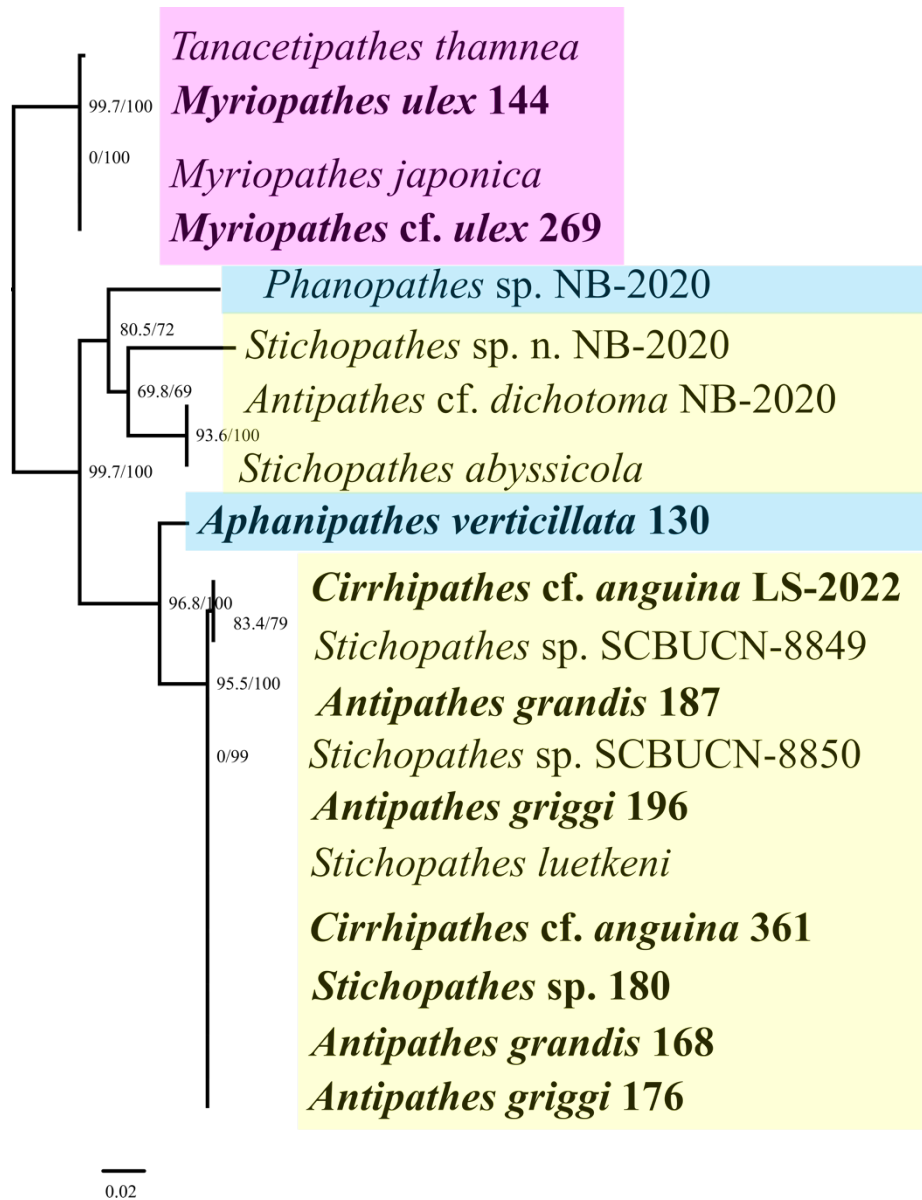 Tanacetipathes thamnea
99.7/100
Myriopathes ulex 144
0/100
Myriopathes japonica
Myriopathes cf. ulex 269
Phanopathes sp. NB-2020
80.5/72
Stichopathes sp. n. NB-2020
69.8/69
Antipathes cf. dichotoma NB-2020
93.6/100
99.7/100
Stichopathes abyssicola
Aphanipathes verticillata 130
Cirrhipathes cf. anguina LS-2022
96.8/100
83.4/79
Stichopathes sp. SCBUCN-8849
95.5/100
Antipathes grandis 187
0/99
Stichopathes sp. SCBUCN-8850
Antipathes griggi 196
Stichopathes luetkeni
Cirrhipathes cf. anguina 361
Stichopathes sp. 180
Antipathes grandis 168
Antipathes griggi 176
0.02